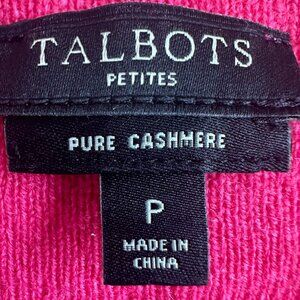 TALBOTS
PETITES
PURE CASHMERE
P
MADE IN
CHINA